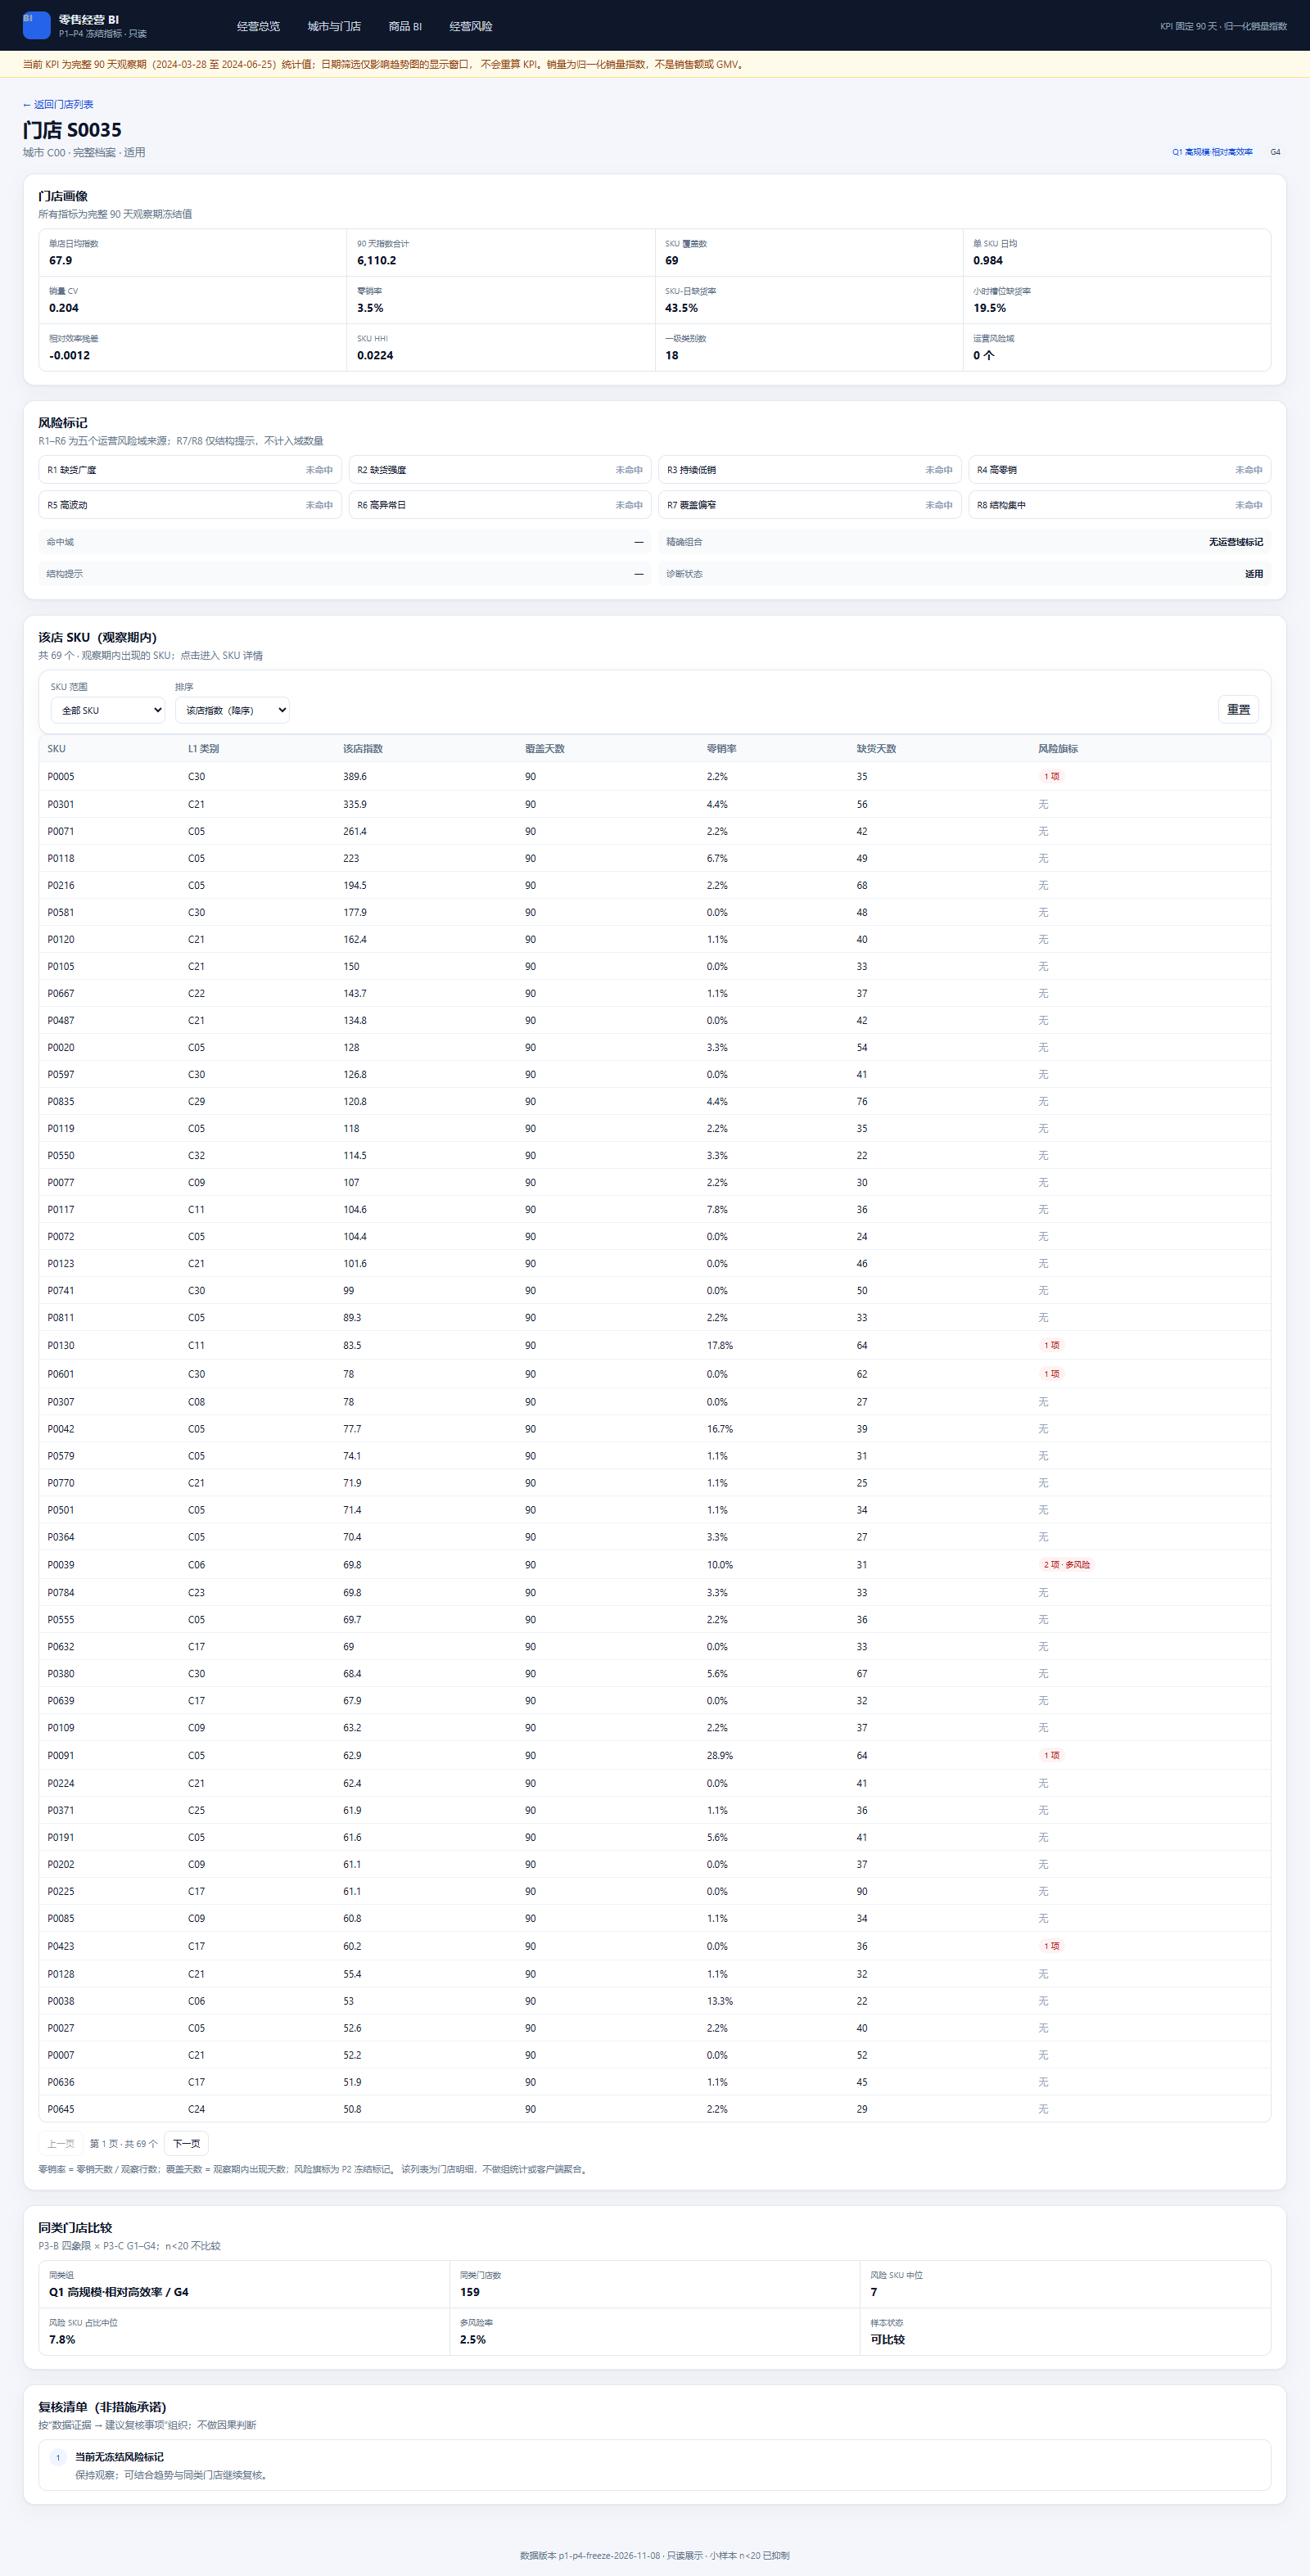 BI
零售经营 BI
P1–P4 冻结指标 · 只读
经营总览 城市与门店 商品 BI 经营风险
KPI 固定 90 天 · 归一化销量指数
当前 KPI 为完整 90 天观察期（2024-03-28 至 2024-06-25）统计值；日期筛选仅影响趋势图的显示窗口， 不会重算 KPI。销量为归一化销量指数，不是销售额或 GMV。
← 返回门店列表
门店 S0035
城市 C00 · 完整档案 · 适用
Q1 高规模·相对高效率 G4
门店画像
所有指标为完整 90 天观察期冻结值
单店日均指数 90 天指数合计 SKU 覆盖数 单 SKU 日均
67.9 6,110.2 69 0.984
销量 CV 零销率 SKU-日缺货率 小时槽位缺货率
0.204 3.5% 43.5% 19.5%
相对效率残差 SKU HHI 一级类别数 运营风险域
-0.0012 0.0224 18 0 个
风险标记
R1–R6 为五个运营风险域来源；R7/R8 仅结构提示，不计入域数量
R1 缺货广度 未命中 R2 缺货强度 未命中 R3 持续低销 未命中 R4 高零销 未命中
R5 高波动 未命中 R6 高异常日 未命中 R7 覆盖偏窄 未命中 R8 结构集中 未命中
命中域 — 精确组合 无运营域标记
结构提示 — 诊断状态 适用
该店 SKU（观察期内）
共 69 个 · 观察期内出现的 SKU；点击进入 SKU 详情
SKU 范围 排序
全部 SKU 该店指数（降序） 重置
SKU L1 类别 该店指数 覆盖天数 零销率 缺货天数 风险旗标
P0005 C30 389.6 90 2.2% 35 1 项
P0301 C21 335.9 90 4.4% 56 无
P0071 C05 261.4 90 2.2% 42 无
P0118 C05 223 90 6.7% 49 无
P0216 C05 194.5 90 2.2% 68 无
P0581 C30 177.9 90 0.0% 48 无
P0120 C21 162.4 90 1.1% 40 无
P0105 C21 150 90 0.0% 33 无
P0667 C22 143.7 90 1.1% 37 无
P0487 C21 134.8 90 0.0% 42 无
P0020 C05 128 90 3.3% 54 无
P0597 C30 126.8 90 0.0% 41 无
P0835 C29 120.8 90 4.4% 76 无
P0119 C05 118 90 2.2% 35 无
P0550 C32 114.5 90 3.3% 22 无
P0077 C09 107 90 2.2% 30 无
P0117 C11 104.6 90 7.8% 36 无
P0072 C05 104.4 90 0.0% 24 无
P0123 C21 101.6 90 0.0% 46 无
P0741 C30 99 90 0.0% 50 无
P0811 C05 89.3 90 2.2% 33 无
P0130 C11 83.5 90 17.8% 64 1 项
P0601 C30 78 90 0.0% 62 1 项
P0307 C08 78 90 0.0% 27 无
P0042 C05 77.7 90 16.7% 39 无
P0579 C05 74.1 90 1.1% 31 无
P0770 C21 71.9 90 1.1% 25 无
P0501 C05 71.4 90 1.1% 34 无
P0364 C05 70.4 90 3.3% 27 无
P0039 C06 69.8 90 10.0% 31 2 项 · 多风险
P0784 C23 69.8 90 3.3% 33 无
P0555 C05 69.7 90 2.2% 36 无
P0632 C17 69 90 0.0% 33 无
P0380 C30 68.4 90 5.6% 67 无
P0639 C17 67.9 90 0.0% 32 无
P0109 C09 63.2 90 2.2% 37 无
P0091 C05 62.9 90 28.9% 64 1 项
P0224 C21 62.4 90 0.0% 41 无
P0371 C25 61.9 90 1.1% 36 无
P0191 C05 61.6 90 5.6% 41 无
P0202 C09 61.1 90 0.0% 37 无
P0225 C17 61.1 90 0.0% 90 无
P0085 C09 60.8 90 1.1% 34 无
P0423 C17 60.2 90 0.0% 36 1 项
P0128 C21 55.4 90 1.1% 32 无
P0038 C06 53 90 13.3% 22 无
P0027 C05 52.6 90 2.2% 40 无
P0007 C21 52.2 90 0.0% 52 无
P0636 C17 51.9 90 1.1% 45 无
P0645 C24 50.8 90 2.2% 29 无
上一页 第 1 页 · 共 69 个 下一页
零销率 = 零销天数 / 观察行数；覆盖天数 = 观察期内出现天数；风险旗标为 P2 冻结标记。 该列表为门店明细，不做组统计或客户端聚合。
同类门店比较
P3-B 四象限 × P3-C G1–G4；n<20 不比较
同类组 同类门店数 风险 SKU 中位
Q1 高规模·相对高效率 / G4 159 7
风险 SKU 占比中位 多风险率 样本状态
7.8% 2.5% 可比较
复核清单（非措施承诺）
按“数据证据 → 建议复核事项”组织；不做因果判断
1 当前无冻结风险标记
保持观察；可结合趋势与同类门店继续复核。
数据版本 p1-p4-freeze-2026-11-08 · 只读展示 · 小样本 n<20 已抑制